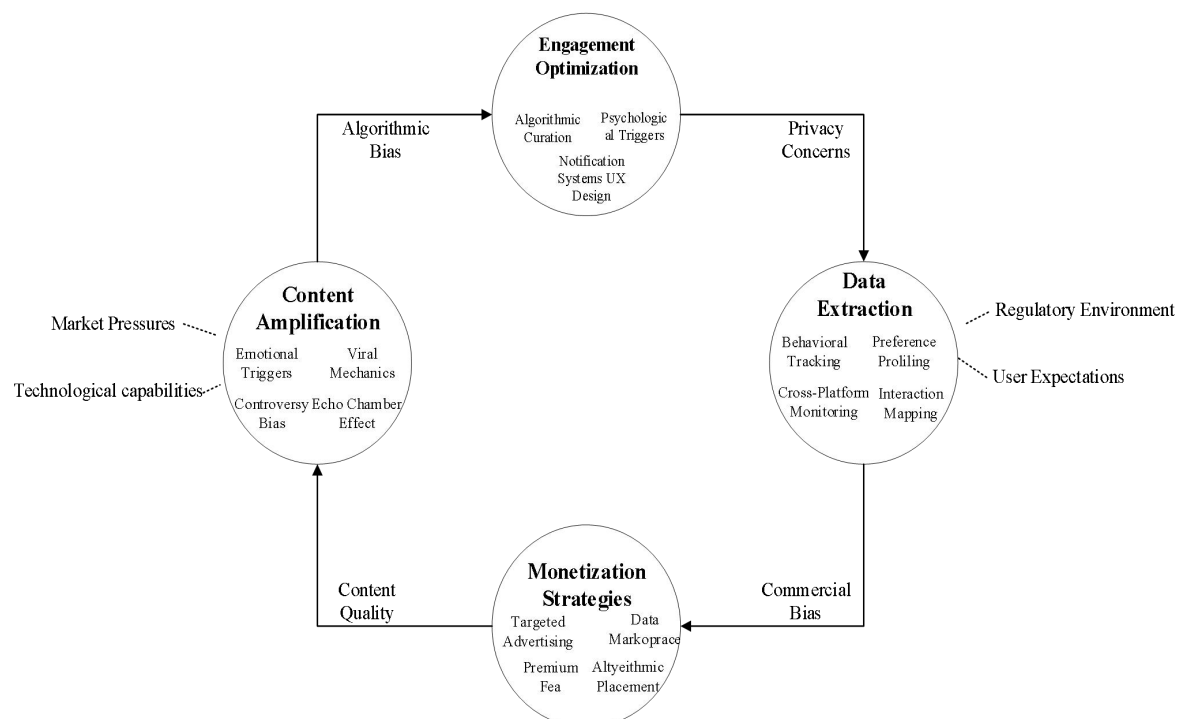 Engagement
Optimization
Algorithmic
Curation
Psychologic
al Triggers
Notification
Systems UX
Design
Algorithmic
Bias
Privacy
Concerns
Content
Amplification
Emotional
Triggers
Viral
Mechanics
Controversy
Bias
Echo Chamber
Effect
Market Pressures
Technological capabilities
Data
Extraction
Behavioral
Tracking
Preference
Proliling
Cross-Platform
Monitoring
Interaction
Mapping
Regulatory Environment
User Expectations
Content
Quality
Commercial
Bias
Monetization
Strategies
Targeted
Advertising
Data
Markoprace
Premium
Fea
Altyeithmic
Placement